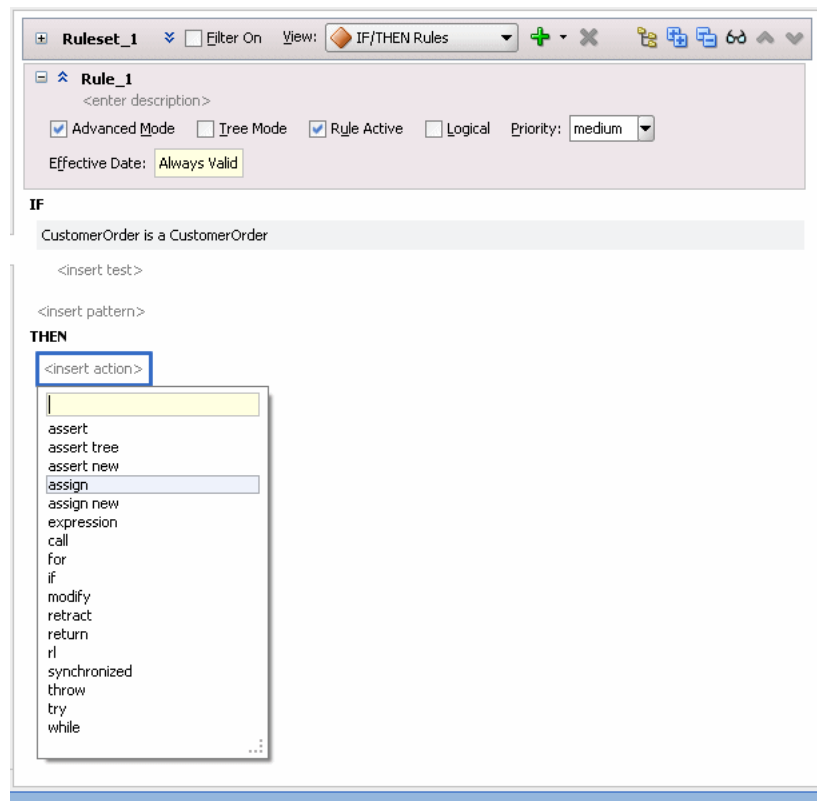 Ruleset_1 Filter On View: IF/THEN Rules
Rule_1
<enter description>
Advanced Mode Tree Mode Rule Active Logical Priority: medium
Effective Date: Always Valid
IF
CustomerOrder is a CustomerOrder
<insert test>
<insert pattern>
THEN
<insert action>
assert
assert tree
assert new
assign
assign new
expression
call
for
if
modify
retract
return
rl
synchronized
throw
try
while